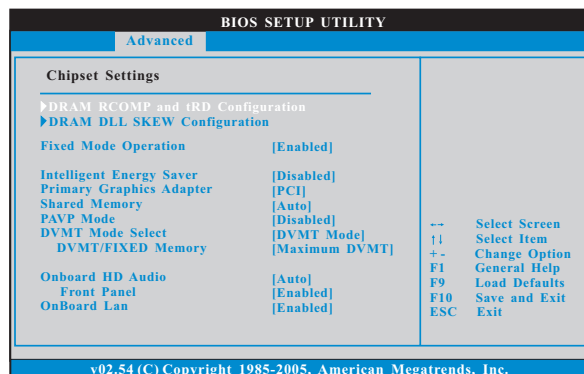 BIOS SETUP UTILITY
Advanced
Chipset Settings
DRAM RCOMP and tRD Configuration
DRAM DLL SKEW Configuration
Fixed Mode Operation [Enabled]
Intelligent Energy Saver [Disabled]
Primary Graphics Adapter [PCI]
Shared Memory [Auto]
PAVP Mode [Disabled]
DVMT Mode Select [DVMT Mode]
DVMT/FIXED Memory [Maximum DVMT]
Onboard HD Audio [Auto]
Front Panel [Enabled]
OnBoard Lan [Enabled]
←→ Select Screen
↑↓ Select Item
+ - Change Option
F1 General Help
F9 Load Defaults
F10 Save and Exit
ESC Exit
v02.54 (C) Copyright 1985-2005, American Megatrends, Inc.